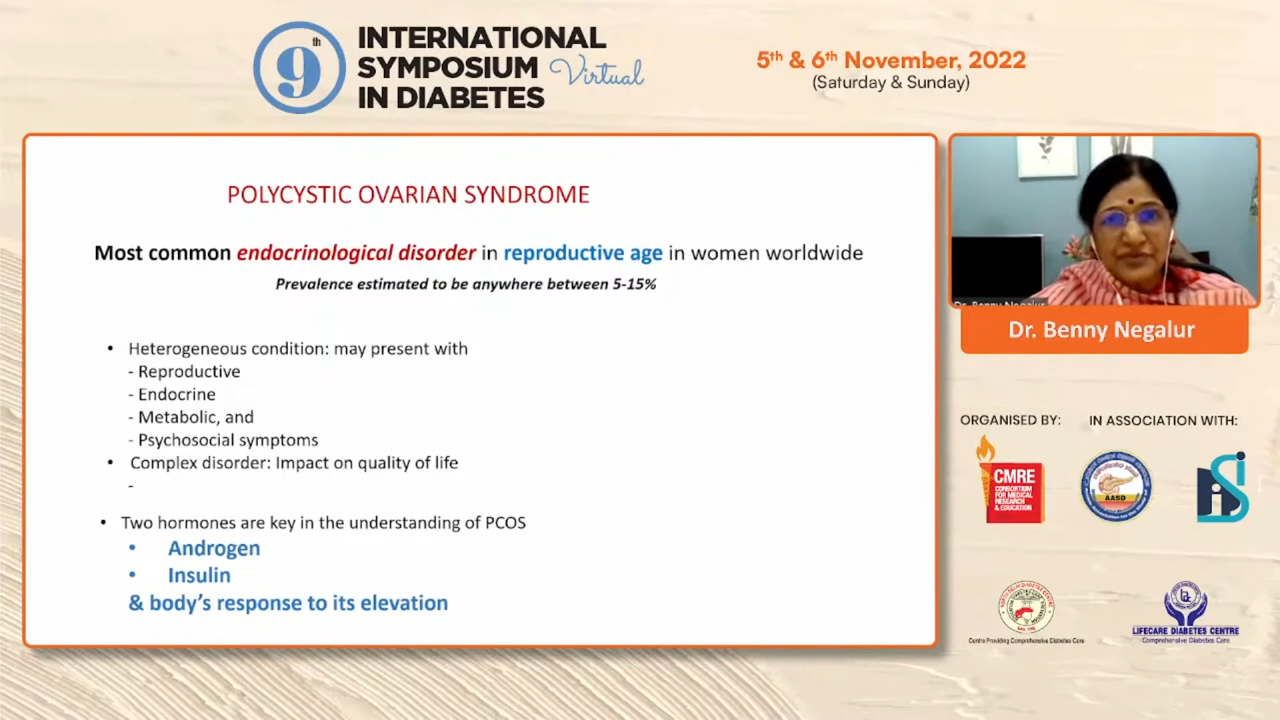 9th
INTERNATIONAL
SYMPOSIUM Virtual
IN DIABETES
5th & 6th November, 2022
(Saturday & Sunday)
POLYCYSTIC OVARIAN SYNDROME
Most common endocrinological disorder in reproductive age in women worldwide
Prevalence estimated to be anywhere between 5-15%
• Heterogeneous condition: may present with
- Reproductive
- Endocrine
- Metabolic, and
- Psychosocial symptoms
• Complex disorder: Impact on quality of life
-
• Two hormones are key in the understanding of PCOS
• Androgen
• Insulin
& body's response to its elevation
Dr. Benny Negalur
Dr. Benny Negalur
ORGANISED BY:
IN ASSOCIATION WITH:
CMRE
CONSORTIUM
FOR MEDICAL
RESEARCH
& EDUCATION
AASD
Centre Providing Comprehensive Diabetes Care
LIFECARE DIABETES CENTRE
Comprehensive Diabetes Care